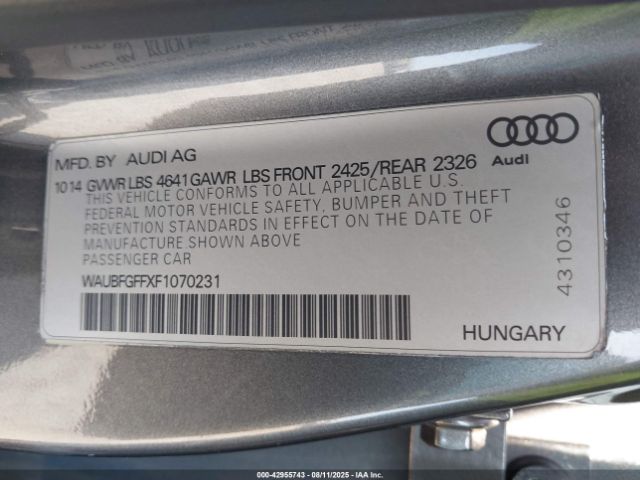 MFD. BY AUDI AG
Audi
10 14 GVWR LBS 4641 GAWR LBS FRONT 2425/REAR 2326
THIS VEHICLE CONFORMS TO ALL APPLICABLE U.S.
FEDERAL MOTOR VEHICLE SAFETY, BUMPER AND THEFT
PREVENTION STANDARDS IN EFFECT ON THE DATE OF
MANUFACTURE SHOWN ABOVE
PASSENGER CAR
WAUBFGFFXF1070231
4310346
HUNGARY
000-42955743 - 08/11/2025 - IAA Inc.